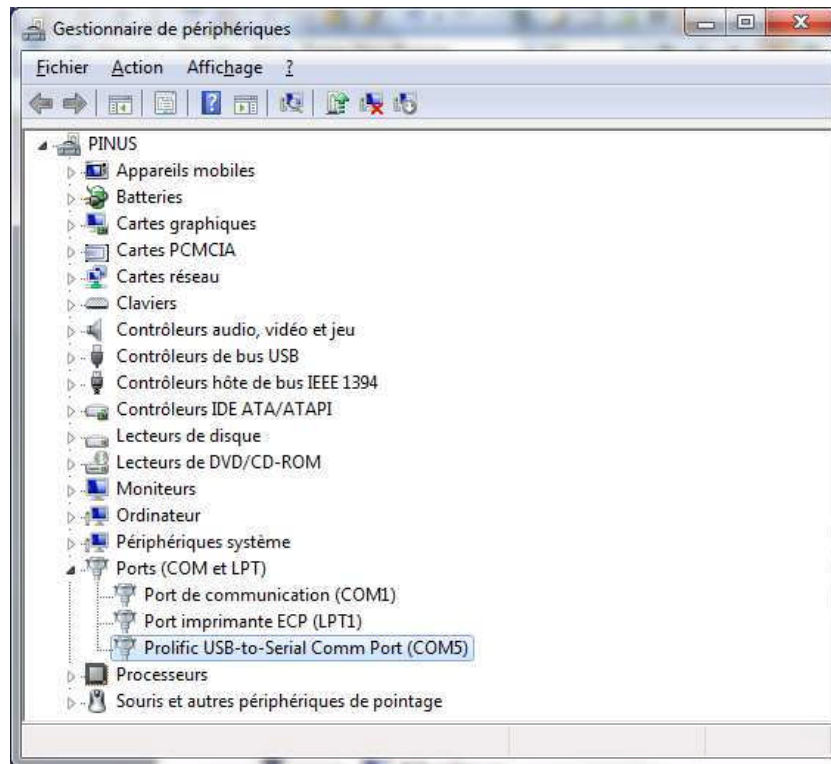 Gestionnaire de périphériques
Fichier Action Affichage ?
PINUS
Appareils mobiles
Batteries
Cartes graphiques
Cartes PCMCIA
Cartes réseau
Claviers
Contrôleurs audio, vidéo et jeu
Contrôleurs de bus USB
Contrôleurs hôte de bus IEEE 1394
Contrôleurs IDE ATA/ATAPI
Lecteurs de disque
Lecteurs de DVD/CD-ROM
Moniteurs
Ordinateur
Périphériques système
Ports (COM et LPT)
Port de communication (COM1)
Port imprimante ECP (LPT1)
Prolific USB-to-Serial Comm Port (COM5)
Processeurs
Souris et autres périphériques de pointage